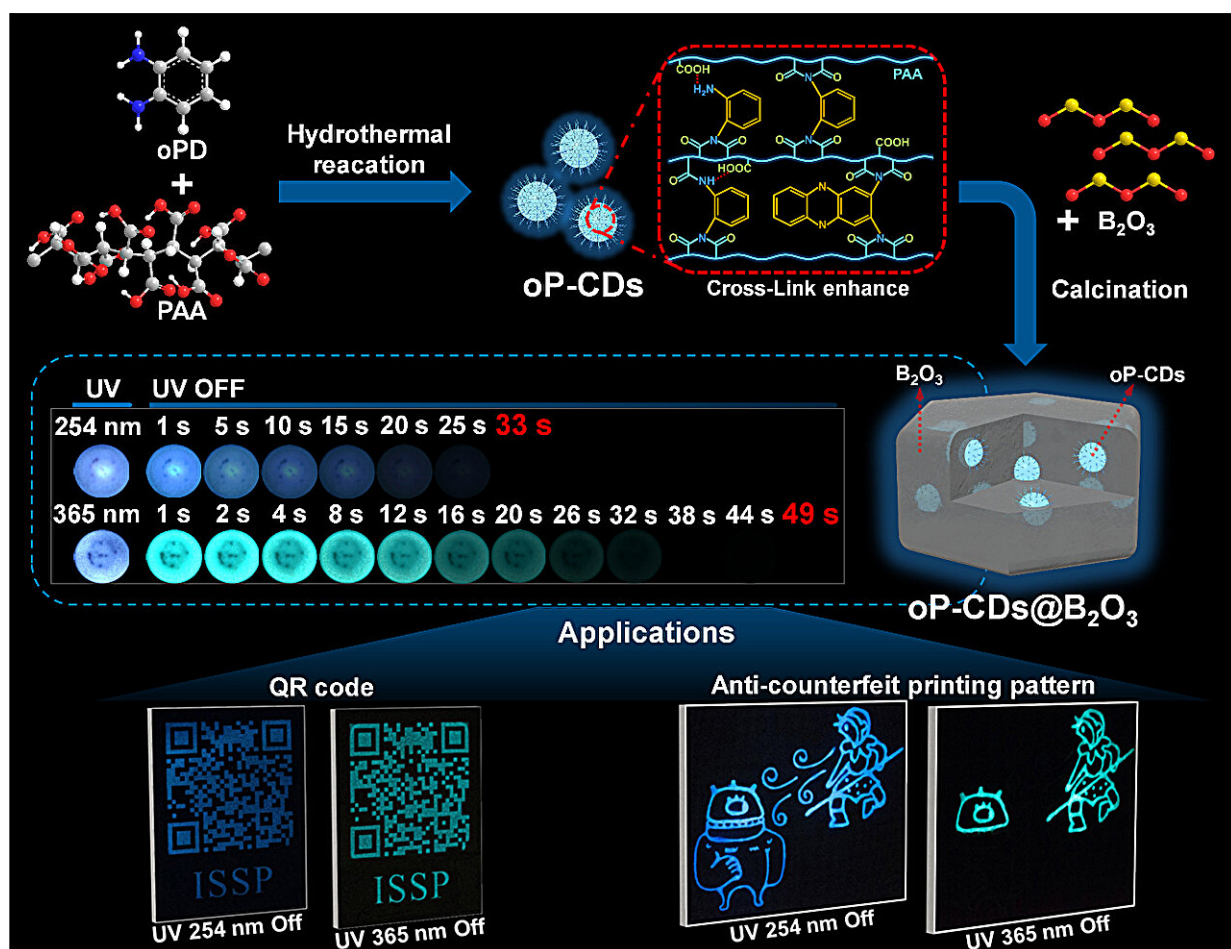 oPD
+
PAA
Hydrothermal
reacation
oP-CDs
COOH
PAA
H₂N
O
O
N
O
O
N
O
O
N
O
O
N
COOH
O
HOOC
NH
O
O
N
N
N
O
O
N
O
O
N
O
O
N
Cross-Link enhance
+ B₂O₃
Calcination
B₂O₃
oP-CDs
oP-CDs@B₂O₃
UV
UV OFF
254 nm 1 s 5 s 10 s 15 s 20 s 25 s 33 s
365 nm 1 s 2 s 4 s 8 s 12 s 16 s 20 s 26 s 32 s 38 s 44 s 49 s
Applications
QR code
Anti-counterfeit printing pattern
ISSP
ISSP
UV 254 nm Off
UV 365 nm Off
UV 254 nm Off
UV 365 nm Off